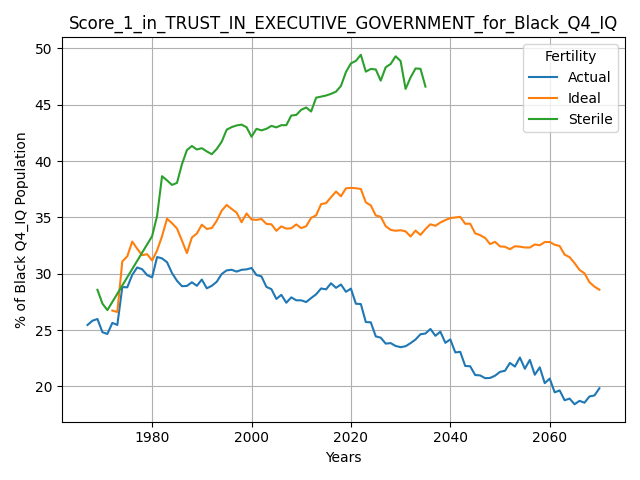 Score_1_in_TRUST_IN_EXECUTIVE_GOVERNMENT_for_Black_Q4_IQ
Fertility
Actual
Ideal
Sterile
% of Black Q4_IQ Population
50
45
40
35
30
25
20
1980
2000
2020
2040
2060
Years